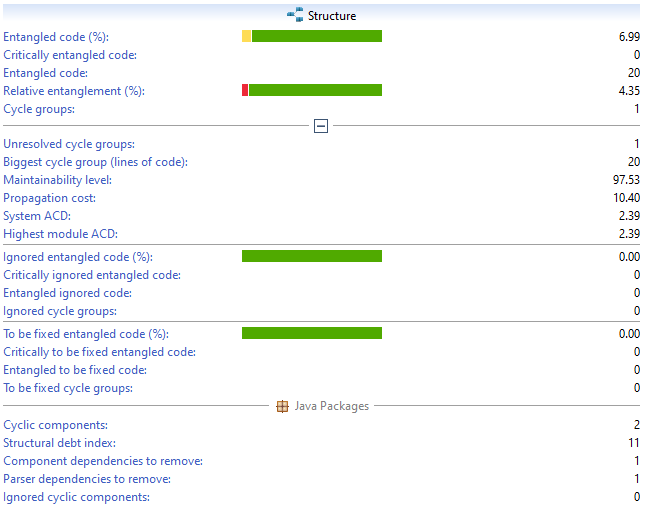 Structure
Entangled code (%): 6.99
Critically entangled code: 0
Entangled code: 20
Relative entanglement (%): 4.35
Cycle groups: 1
Unresolved cycle groups: 1
Biggest cycle group (lines of code): 20
Maintainability level: 97.53
Propagation cost: 10.40
System ACD: 2.39
Highest module ACD: 2.39
Ignored entangled code (%): 0.00
Critically ignored entangled code: 0
Entangled ignored code: 0
Ignored cycle groups: 0
To be fixed entangled code (%): 0.00
Critically to be fixed entangled code: 0
Entangled to be fixed code: 0
To be fixed cycle groups: 0
Java Packages
Cyclic components: 2
Structural debt index: 11
Component dependencies to remove: 1
Parser dependencies to remove: 1
Ignored cyclic components: 0